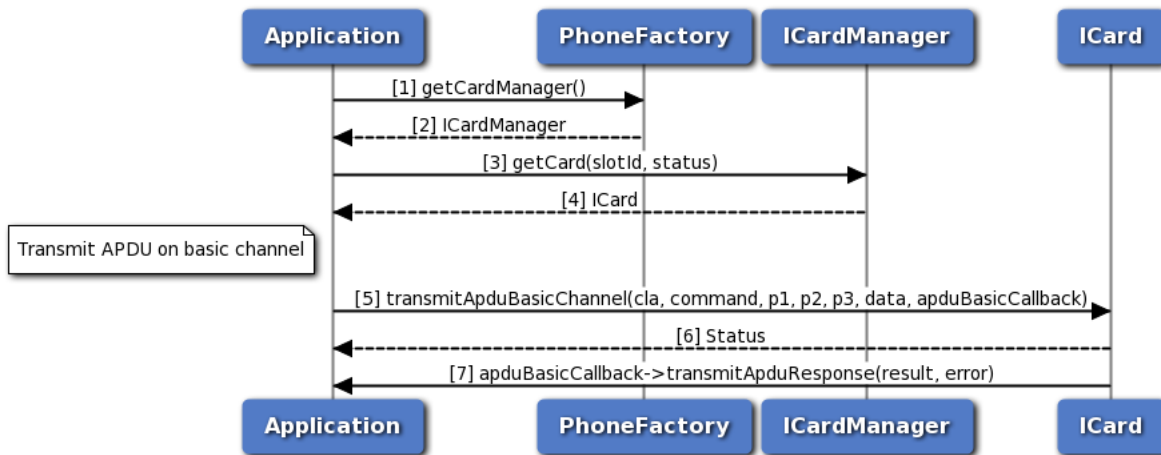 Application PhoneFactory ICardManager ICard
[1] getCardManager()
[2] ICardManager
[3] getCard(slotId, status)
[4] ICard
Transmit APDU on basic channel
[5] transmitApduBasicChannel(cla, command, p1, p2, p3, data, apduBasicCallback)
[6] Status
[7] apduBasicCallback->transmitApduResponse(result, error)
Application PhoneFactory ICardManager ICard